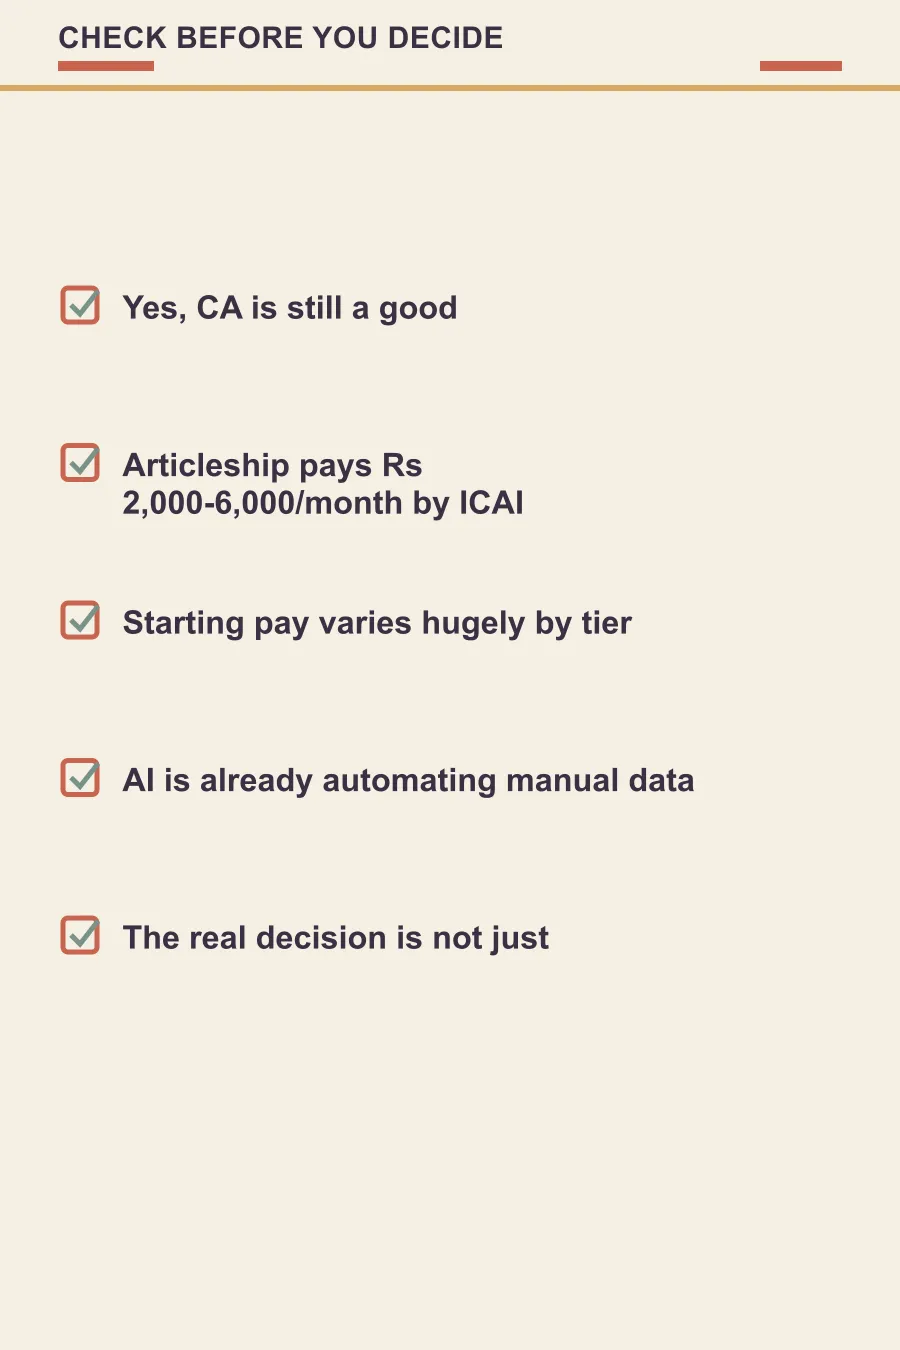 CHECK BEFORE YOU DECIDE
Yes, CA is still a good
Articleship pays Rs
2,000-6,000/month by ICAI
Starting pay varies hugely by tier
AI is already automating manual data
The real decision is not just